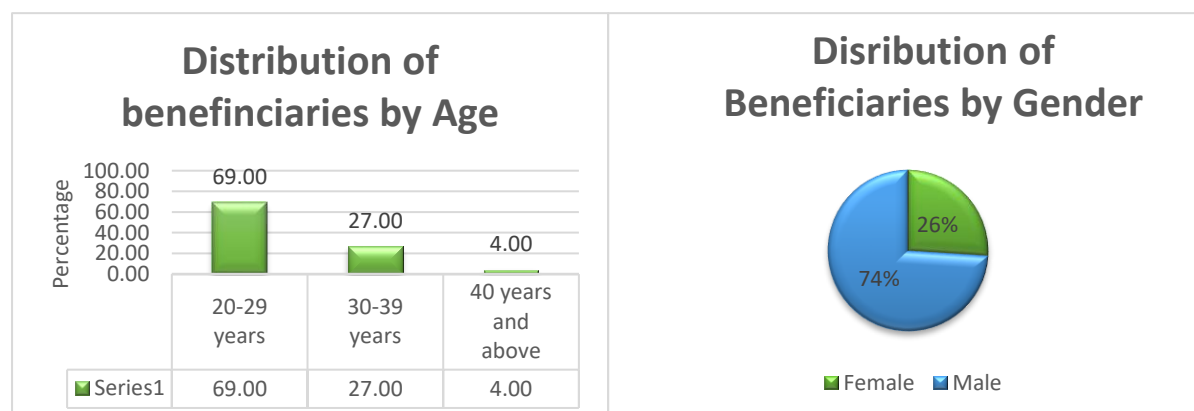 Distribution of
benefinciaries by Age
Percentage
100.00
80.00
60.00
40.00
20.00
0.00
69.00
27.00
4.00
20-29
years
30-39
years
40 years
and
above
Series1 69.00 27.00 4.00
Disribution of
Beneficiaries by Gender
26%
74%
Female Male